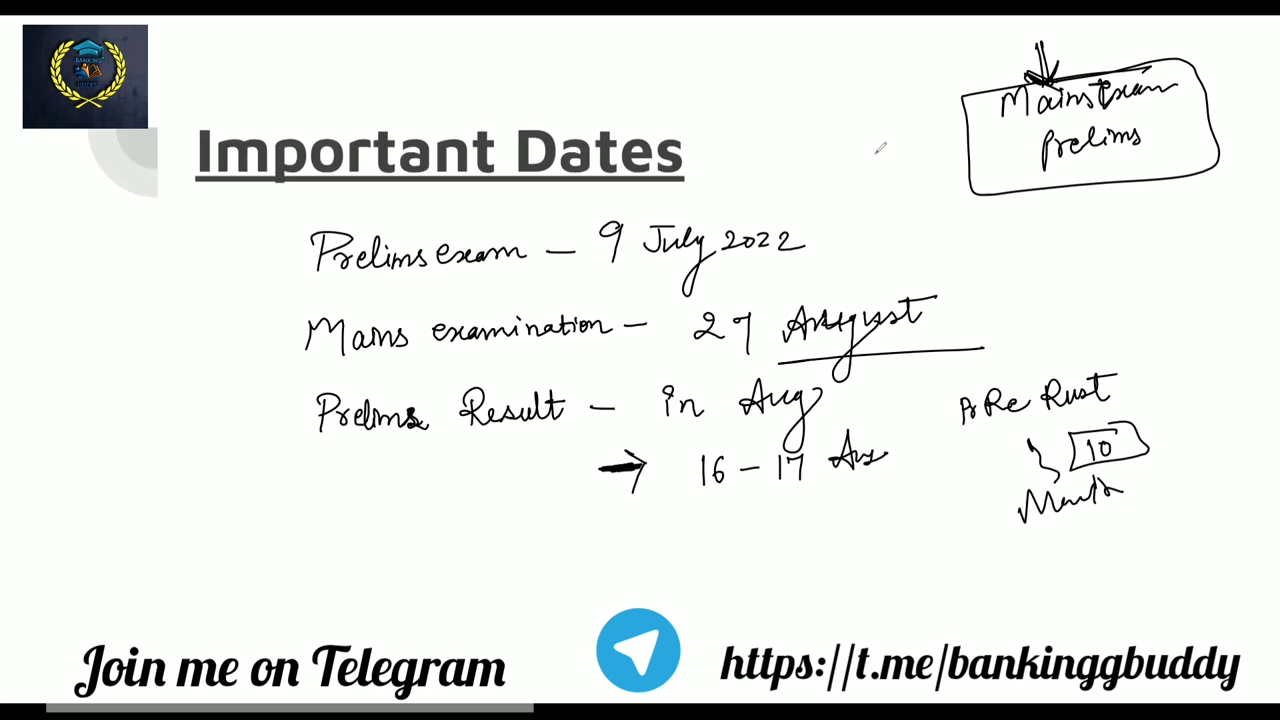 BANKING
Mains Exam
Prelims
Important Dates
Prelims exam - 9 July 2022
Mains examination - 27 August
Prelims Result - in Aug
→ 16-17 Aug
10
Join me on Telegram
https://t.me/bankinggbuddy